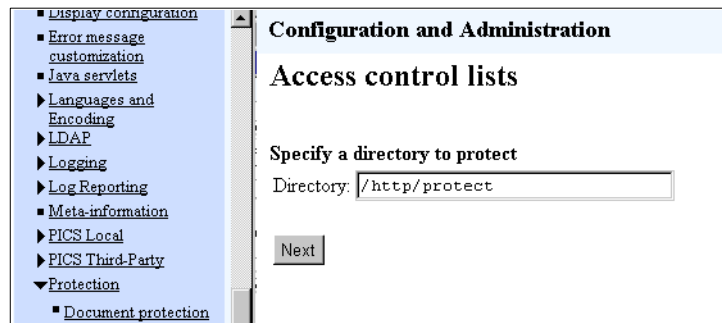 Display configuration
Error message
customization
Java servlets
Languages and
Encoding
LDAP
Logging
Log Reporting
Meta-information
PICS Local
PICS Third-Party
Protection
Document protection
Configuration and Administration
Access control lists
Specify a directory to protect
Directory: /http/protect
Next